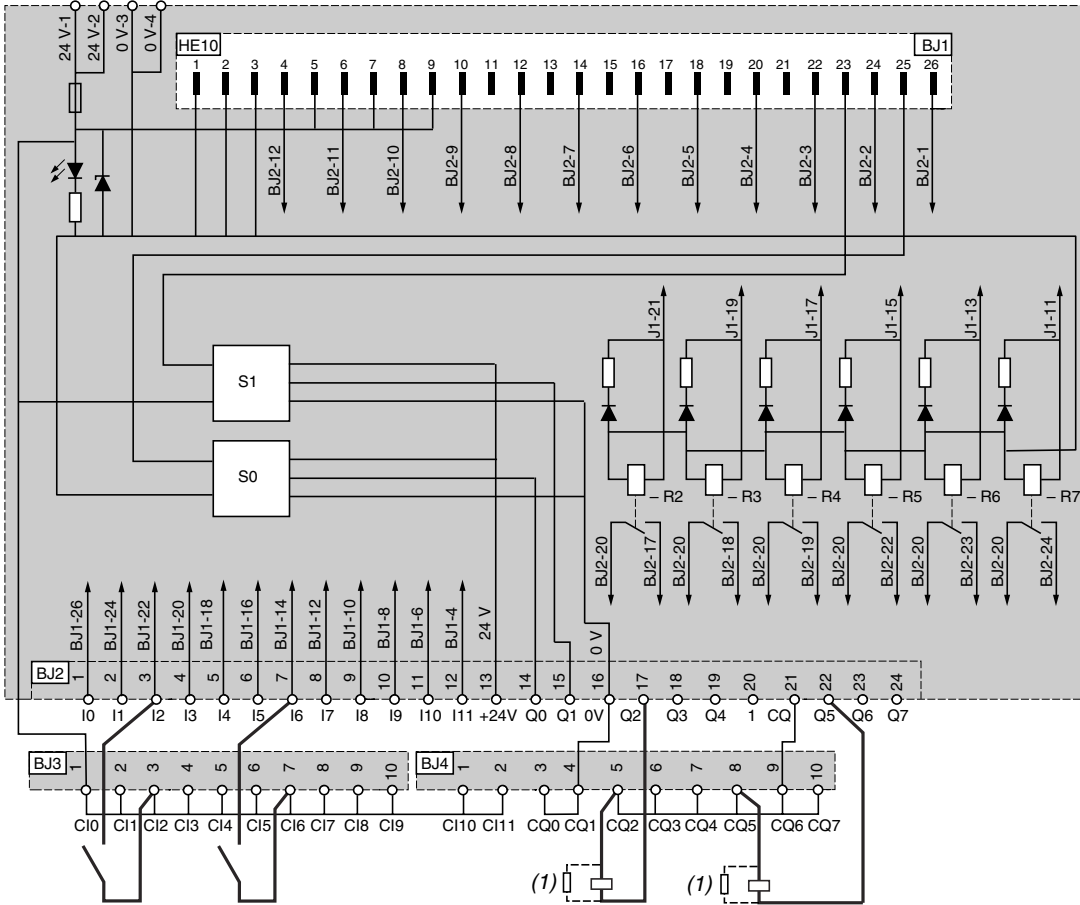 24 V-1
24 V-2
0 V-3
0 V-4
HE10
BJ1
1 2 3 4 5 6 7 8 9 10 11 12 13 14 15 16 17 18 19 20 21 22 23 24 25 26
BJ2-12
BJ2-11
BJ2-10
BJ2-9
BJ2-8
BJ2-7
BJ2-6
BJ2-5
BJ2-4
BJ2-3
BJ2-2
BJ2-1
J1-21
J1-19
J1-17
J1-15
J1-13
J1-11
S1
S0
– R2
– R3
– R4
– R5
– R6
– R7
BJ2-20
BJ2-17
BJ2-20
BJ2-18
BJ2-20
BJ2-19
BJ2-20
BJ2-22
BJ2-20
BJ2-23
BJ2-20
BJ2-24
BJ1-26
BJ1-24
BJ1-22
BJ1-20
BJ1-18
BJ1-16
BJ1-14
BJ1-12
BJ1-10
BJ1-8
BJ1-6
BJ1-4
24 V
0 V
BJ2
1 2 3 4 5 6 7 8 9 10 11 12 13 14 15 16 17 18 19 20 21 22 23 24
I0 I1 I2 I3 I4 I5 I6 I7 I8 I9 I10 I11 +24V Q0 Q1 0V Q2 Q3 Q4 1 CQ Q5 Q6 Q7
BJ3
1 2 3 4 5 6 7 8 9 10
BJ4
1 2 3 4 5 6 7 8 9 10
CI0 CI1 CI2 CI3 CI4 CI5 CI6 CI7 CI8 CI9
CI10 CI11 CQ0 CQ1 CQ2 CQ3 CQ4 CQ5 CQ6 CQ7
(1)
(1)